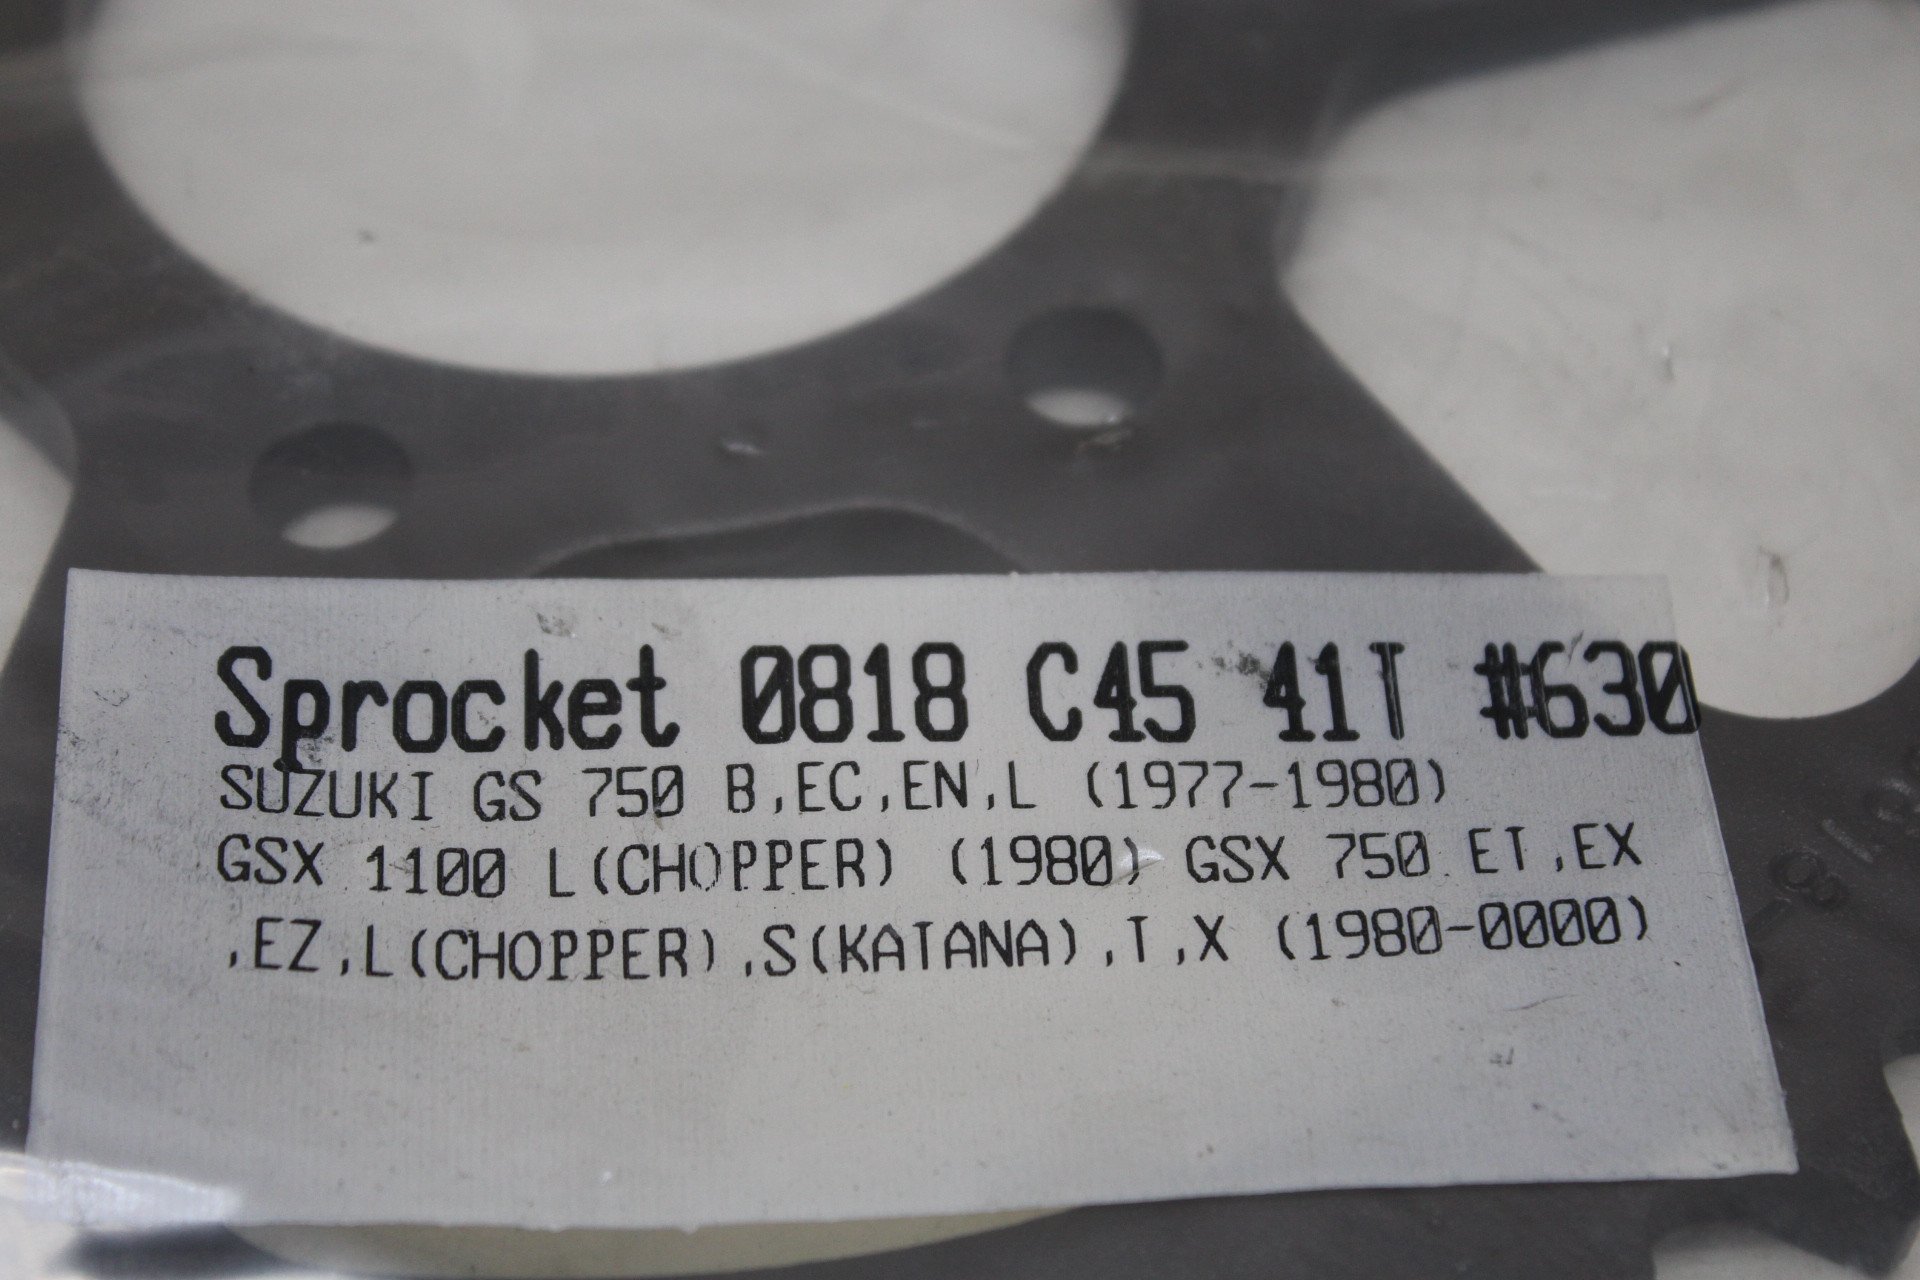 Sprocket 0818 C45 41T #630
SUZUKI GS 750 B,EC,EN,L (1977-1980)
GSX 1100 L(CHOPPER) (1980) GSX 750 ET,EX
,EZ,L(CHOPPER),S(KATANA),T,X (1980-0000)